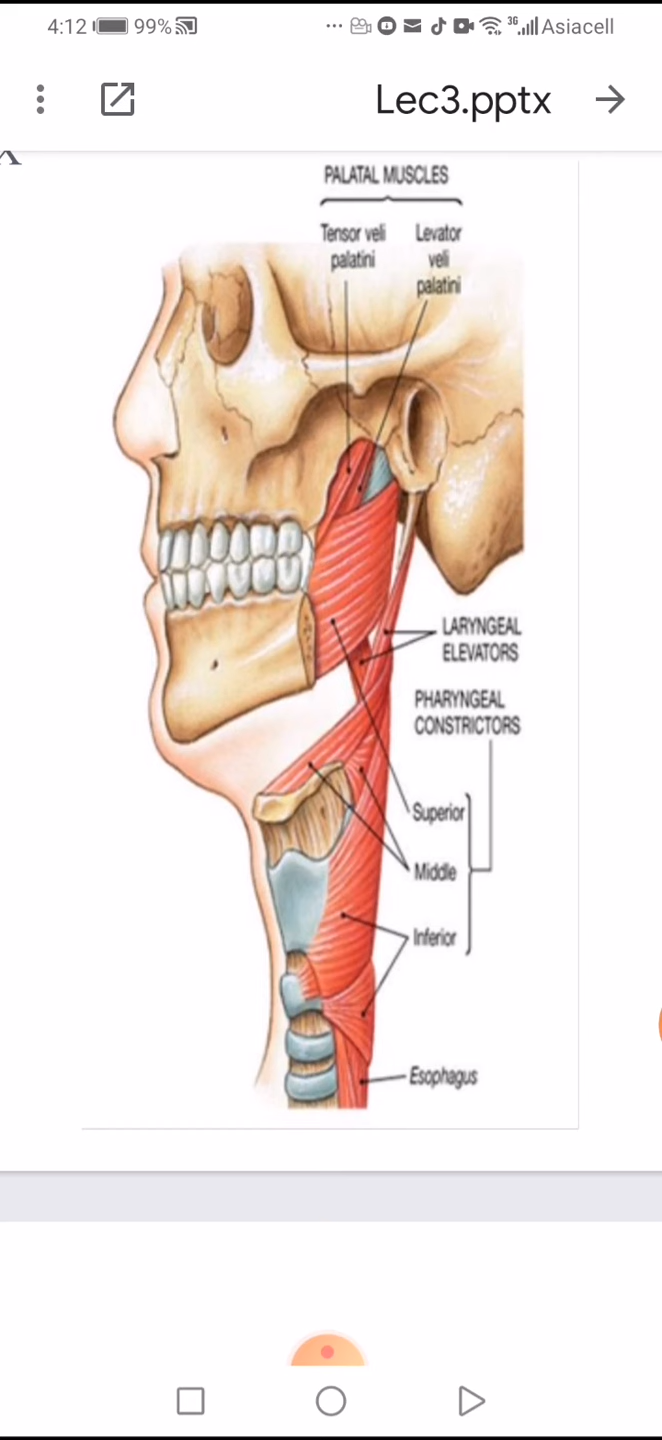 4:12 99% ... 3G Asiacell
Lec3.pptx
x
PALATAL MUSCLES
Tensor veli
palatini
Levator
veli
palatini
LARYNGEAL
ELEVATORS
PHARYNGEAL
CONSTRICTORS
Superior
Middle
Inferior
Esophagus